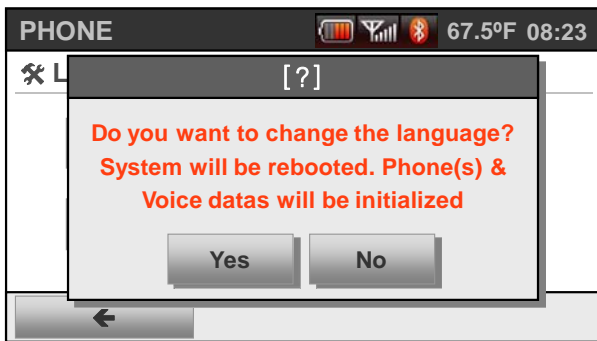 PHONE 67.5ºF 08:23
L
[?]
Do you want to change the language?
System will be rebooted. Phone(s) &
Voice datas will be initialized
Yes No